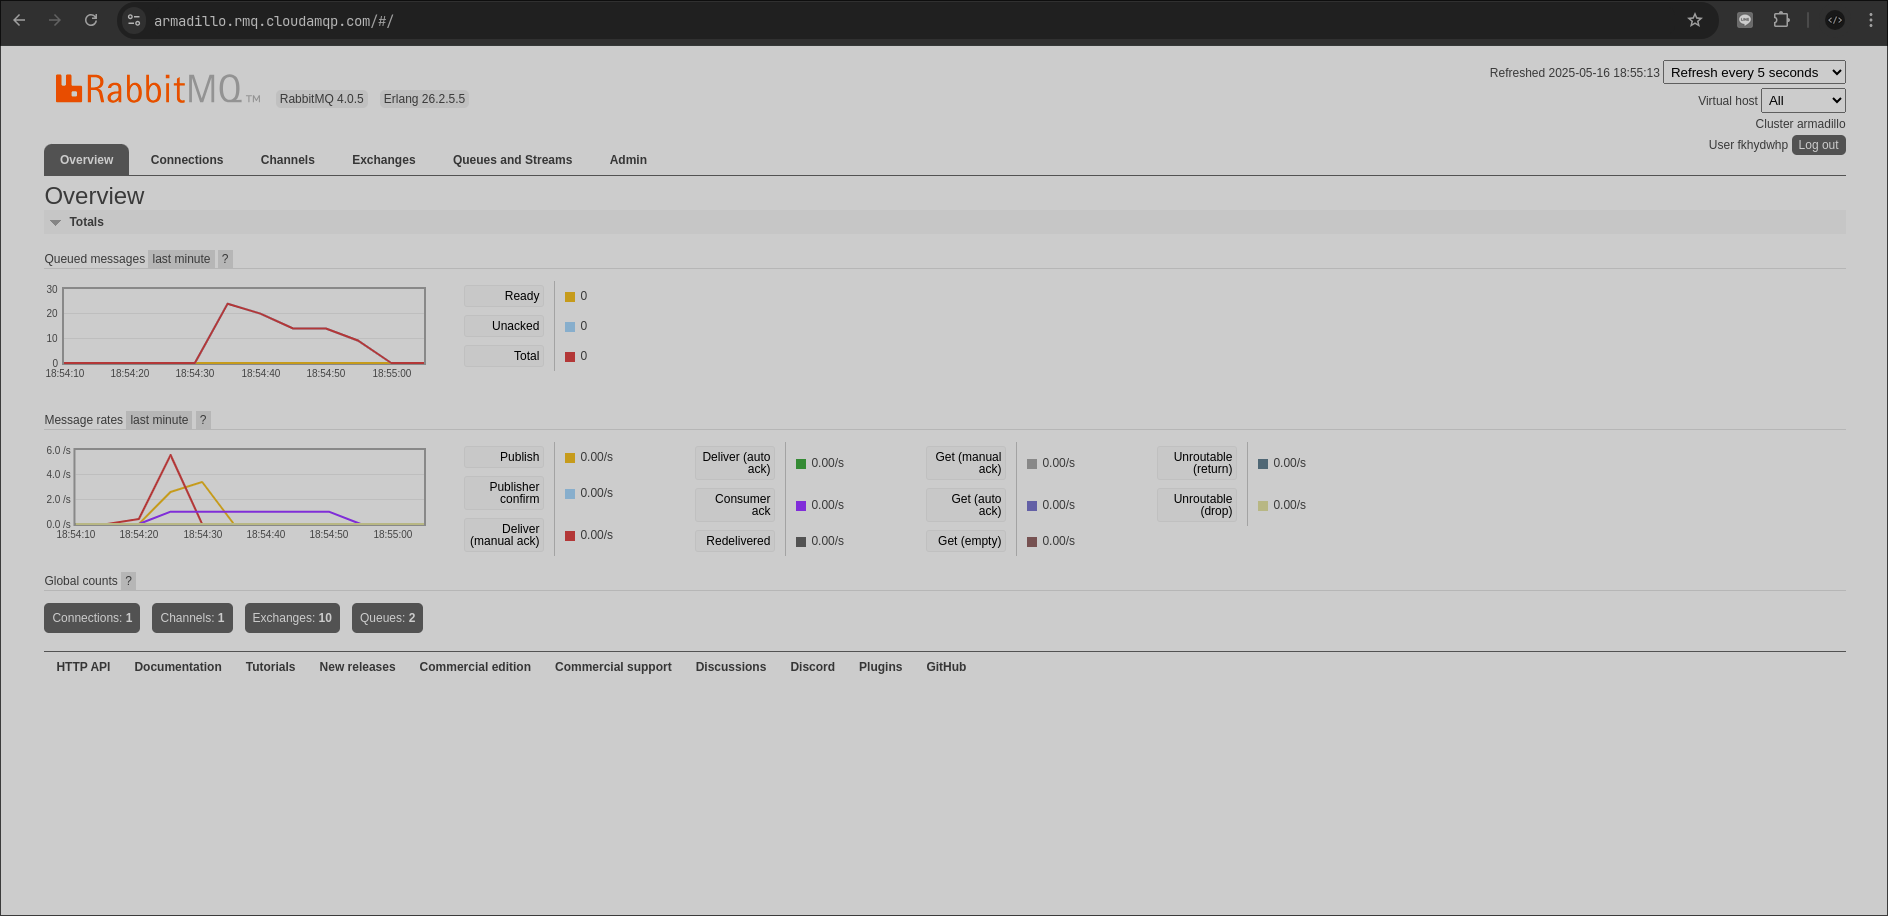 armadillo.rmq.cloudamqp.com/#/
RabbitMQ TM RabbitMQ 4.0.5 Erlang 26.2.5.5
Refreshed 2025-05-16 18:55:13 Refresh every 5 seconds
Virtual host All
Cluster armadillo
User fkhydwhp Log out
Overview Connections Channels Exchanges Queues and Streams Admin
Overview
Totals
Queued messages last minute ?
30
20
10
0
18:54:10 18:54:20 18:54:30 18:54:40 18:54:50 18:55:00
Ready 0
Unacked 0
Total 0
Message rates last minute ?
6.0 /s
4.0 /s
2.0 /s
0.0 /s
18:54:10 18:54:20 18:54:30 18:54:40 18:54:50 18:55:00
Publish 0.00/s
Publisher
confirm 0.00/s
Deliver
(manual ack) 0.00/s
Deliver (auto
ack) 0.00/s
Consumer
ack 0.00/s
Redelivered 0.00/s
Get (manual
ack) 0.00/s
Get (auto
ack) 0.00/s
Get (empty) 0.00/s
Unroutable
(return) 0.00/s
Unroutable
(drop) 0.00/s
Global counts ?
Connections: 1 Channels: 1 Exchanges: 10 Queues: 2
HTTP API Documentation Tutorials New releases Commercial edition Commercial support Discussions Discord Plugins GitHub